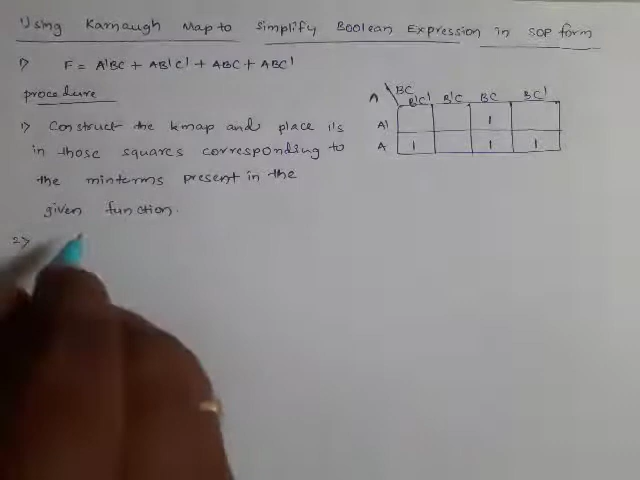 Using Karnaugh Map to simplify Boolean Expression in SOP form
1) F = A'BC + AB'C' + ABC + ABC'
procedure
1) Construct the kmap and place 1's
in those squares corresponding to
the minterms present in the
given function.
2)
A \ BC
B'C' B'C BC BC'
A' 1
A 1 1 1